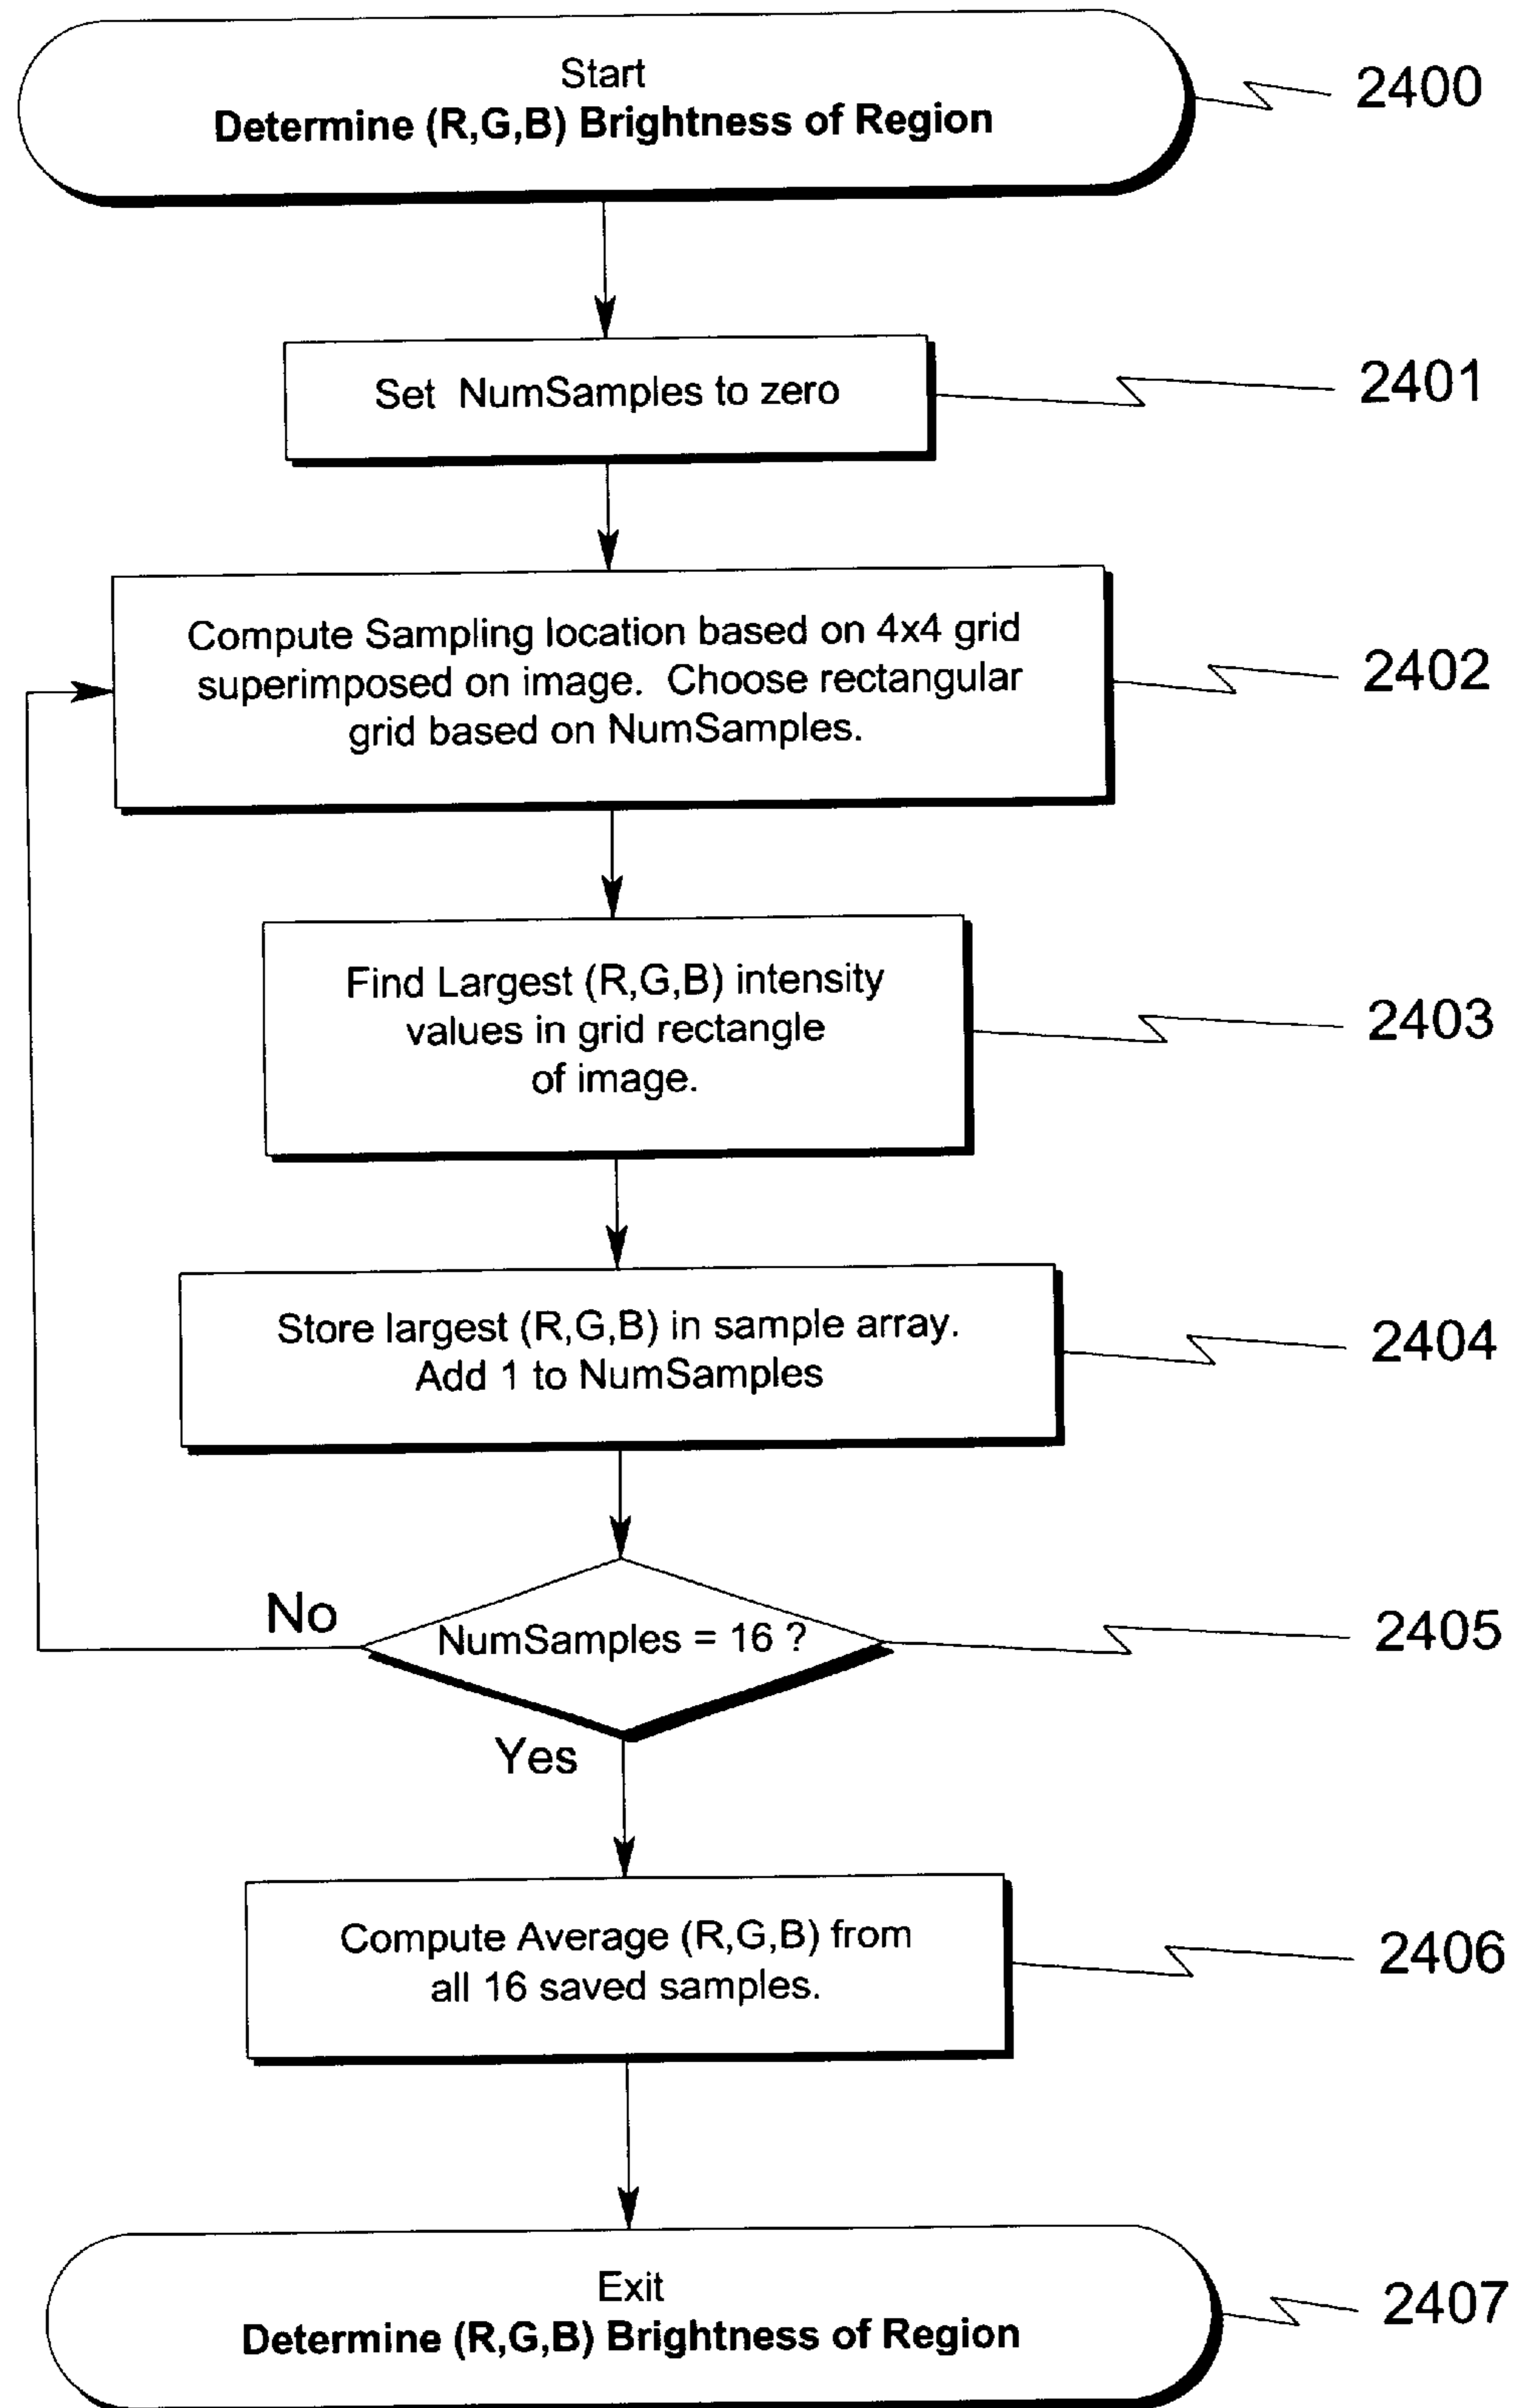 Start
Determine (R,G,B) Brightness of Region
2400
Set NumSamples to zero
2401
Compute Sampling location based on 4x4 grid
superimposed on image. Choose rectangular
grid based on NumSamples.
2402
Find Largest (R,G,B) intensity
values in grid rectangle
of image.
2403
Store largest (R,G,B) in sample array.
Add 1 to NumSamples
2404
No
NumSamples = 16 ?
2405
Yes
Compute Average (R,G,B) from
all 16 saved samples.
2406
Exit
Determine (R,G,B) Brightness of Region
2407